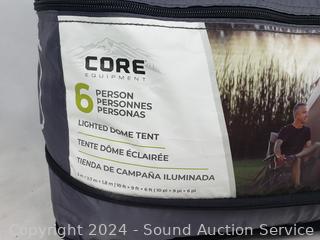 CORE
EQUIPMENT
6 PERSON
PERSONNES
PERSONAS
LIGHTED DOME TENT
TENTE DÔME ÉCLAIRÉE
TIENDA DE CAMPAÑA ILUMINADA
Copyright 2024 - Sound Auction Service